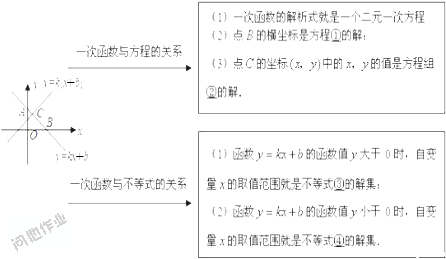 一次函数与方程的关系
(1) 一次函数的解析式就是一个二元一次方程
(2) 点 B 的横坐标是方程①的解;
(3) 点 C 的坐标 (x, y) 中的 x, y 的值是方程组
②的解.
y
y=k₁x+b₁
A
C
O
B
x
y=kx+b
一次函数与不等式的关系
(1) 函数 y = kx + b 的函数值 y 大于 0 时, 自变
量 x 的取值范围就是不等式③的解集;
(2) 函数 y = kx + b 的函数值 y 小于 0 时, 自变
量 x 的取值范围就是不等式④的解集.
问他作业